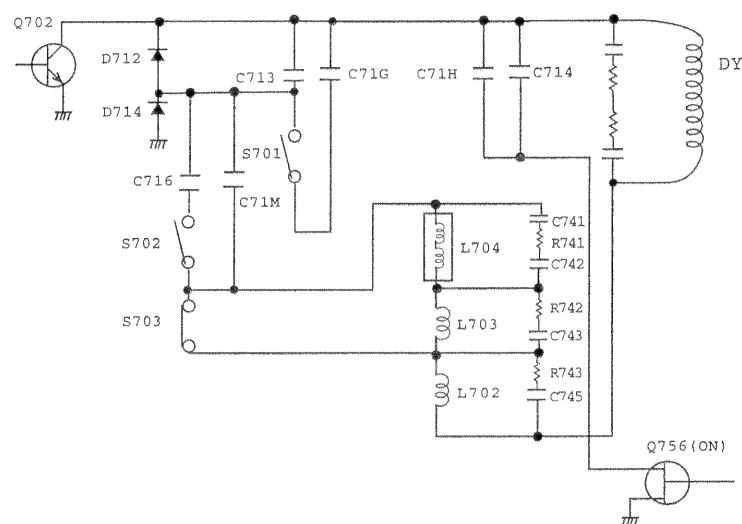 Q702
D712
DY
C713
C71G
C71H
C714
D714
S701
C716
C71M
C741
S702
R741
L704
C742
R742
S703
L703
C743
R743
L702
C745
Q756(ON)